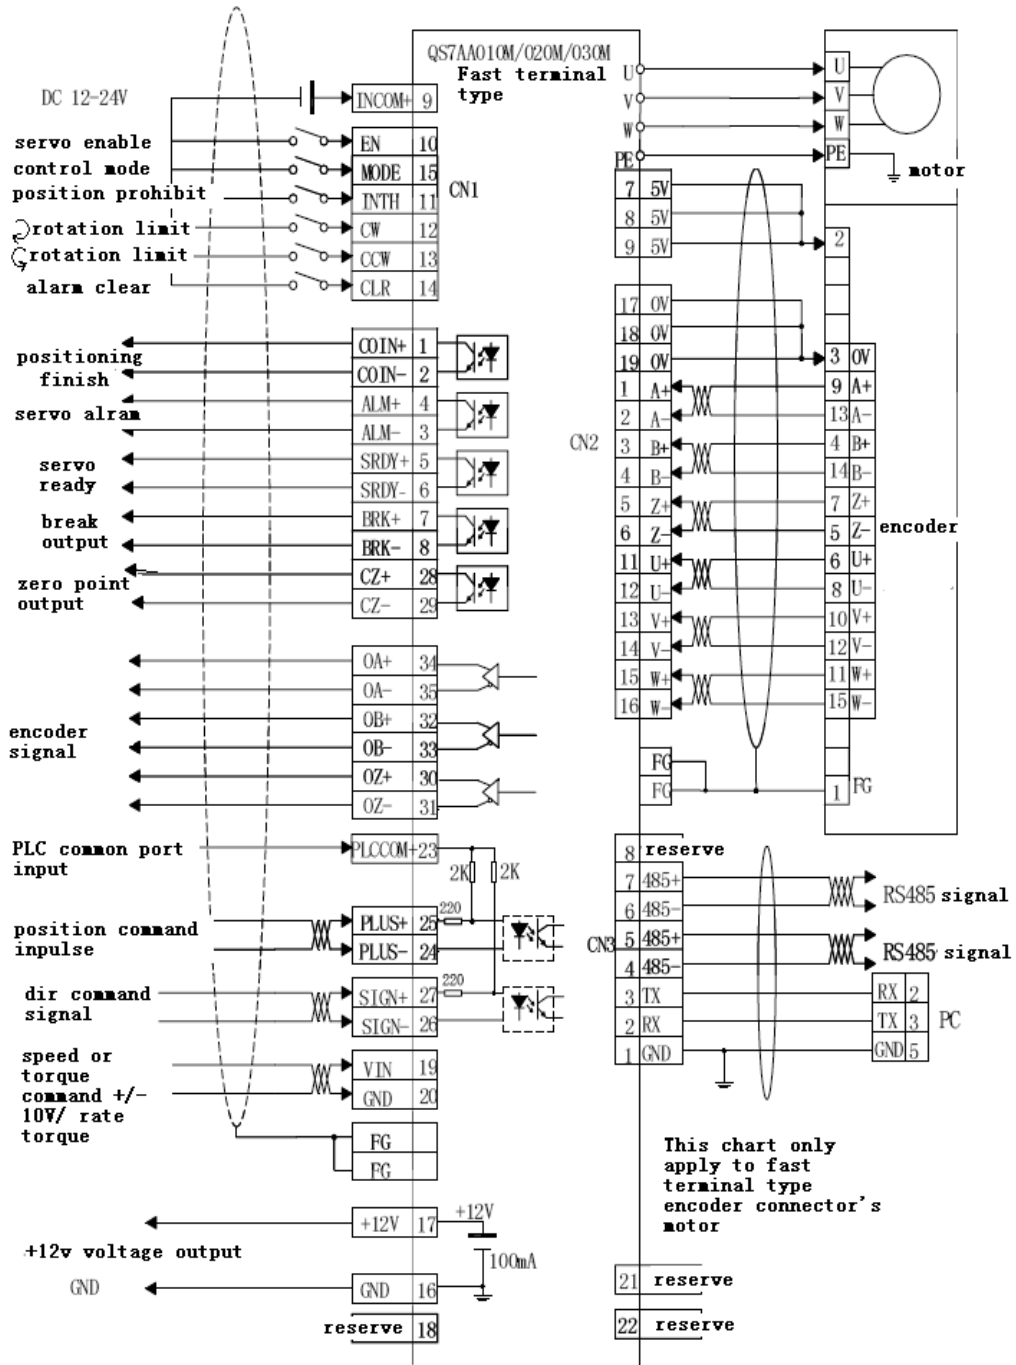 QS7AA010M/020M/030M
Fast terminal
type
DC 12-24V
INCOM+ 9
servo enable
EN 10
control mode
MODE 15
position prohibit
INTH 11
CN1
rotation limit
CW 12
rotation limit
CCW 13
alarm clear
CLR 14
positioning
finish
COIN+ 1
COIN- 2
servo alram
ALM+ 4
ALM- 3
servo
ready
SRDY+ 5
SRDY- 6
break
output
BRK+ 7
BRK- 8
zero point
output
CZ+ 28
CZ- 29
encoder
signal
OA+ 34
OA- 35
OB+ 32
OB- 33
OZ+ 30
OZ- 31
PLC common port
input
PLCCOM+ 23
2K 2K
position command
inpulse
PLUS+ 25 220
PLUS- 24
dir command
signal
SIGN+ 27 220
SIGN- 26
speed or
torque
command +/-
10V/ rate
torque
VIN 19
GND 20
FG
FG
+12v voltage output
+12V 17 +12V
100mA
GND
GND 16
reserve 18
U U
V V
W W
PE PE
motor
7 5V
8 5V
9 5V
2
17 0V
18 0V
19 0V
3 0V
CN2
1 A+ 9 A+
2 A- 13 A-
3 B+ 4 B+
4 B- 14 B-
5 Z+ 7 Z+
6 Z- 5 Z-
encoder
11 U+ 6 U+
12 U- 8 U-
13 V+ 10 V+
14 V- 12 V-
15 W+ 11 W+
16 W- 15 W-
FG
FG 1 FG
8 reserve
7 485+
6 485-
RS485 signal
CN3
5 485+
4 485-
RS485 signal
3 TX RX 2
2 RX TX 3
PC
1 GND GND 5
This chart only
apply to fast
terminal type
encoder connector's
motor
21 reserve
22 reserve